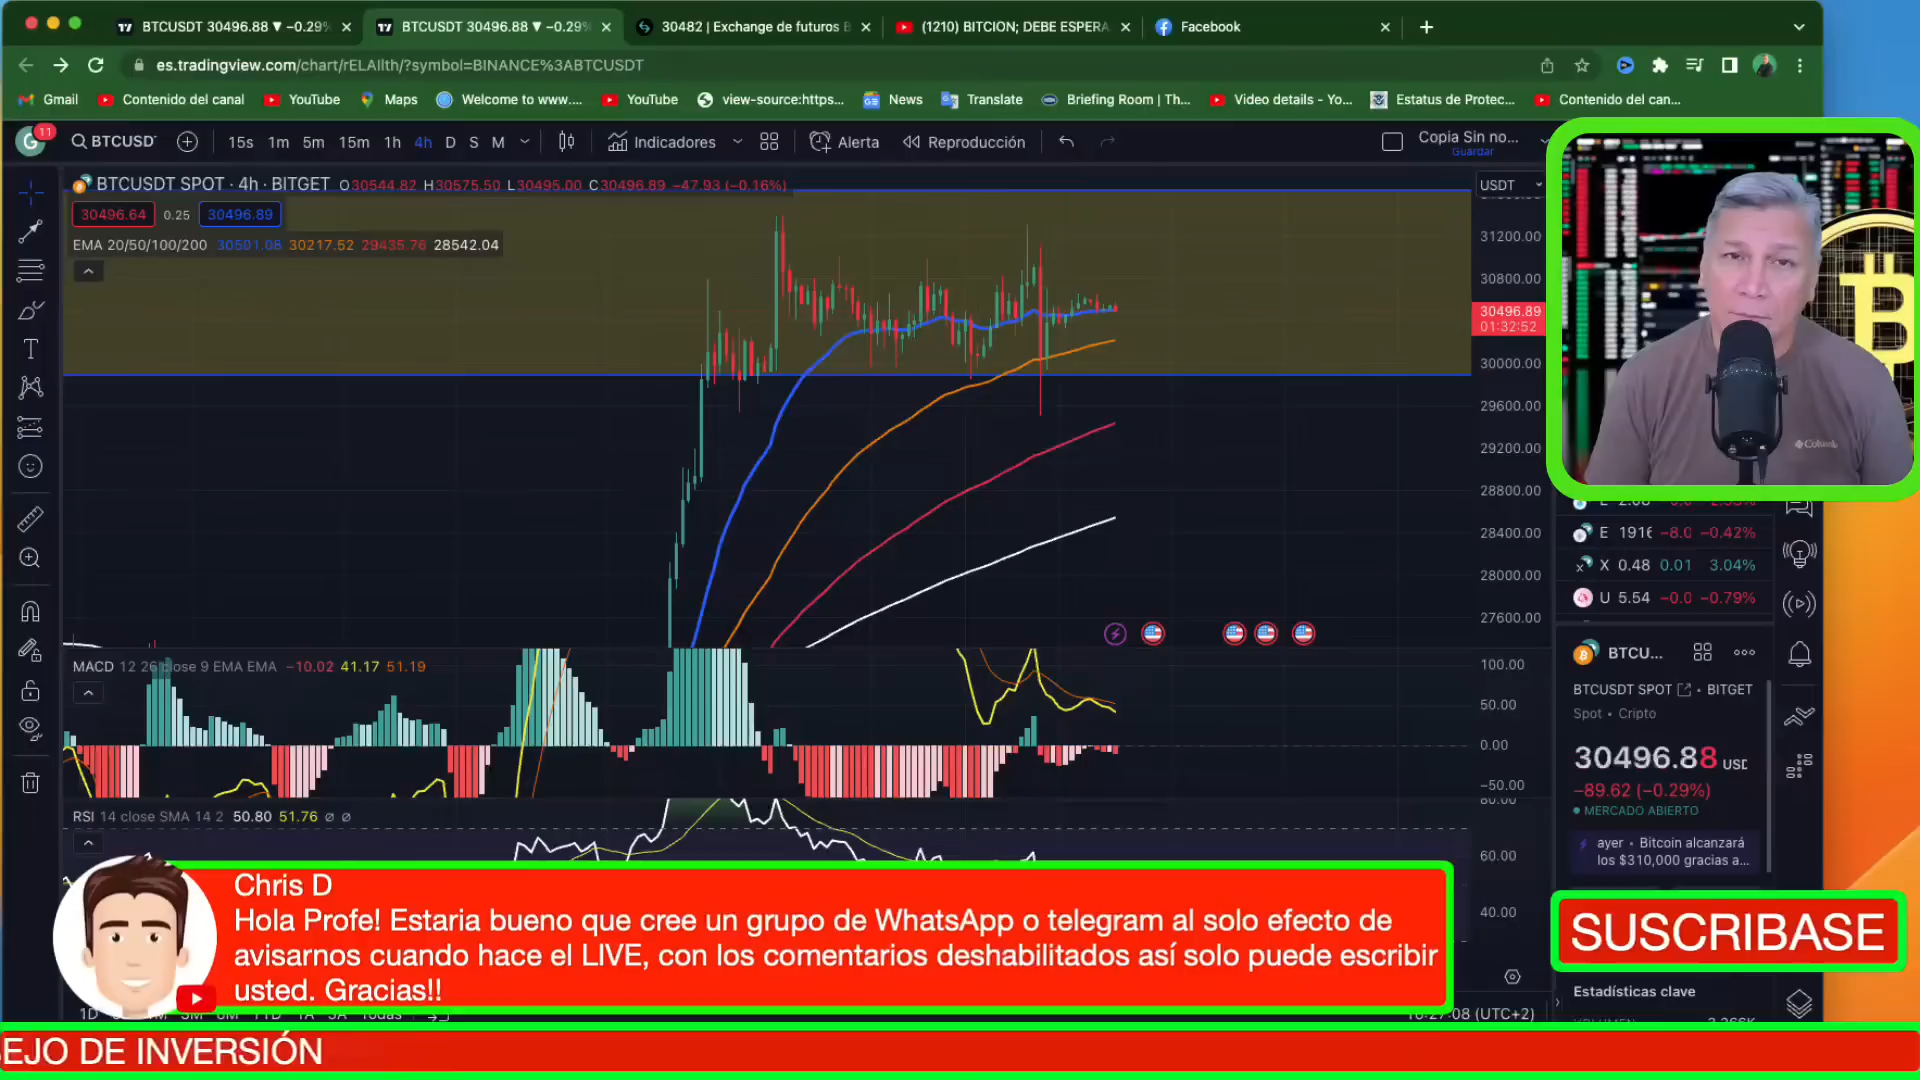 BTCUSDT 30496.88 ▼ −0.29%
BTCUSDT 30496.88 ▼ −0.29%
30482 | Exchange de futuros B
(1210) BITCION; DEBE ESPERA
Facebook
es.tradingview.com/chart/rELAIlth/?symbol=BINANCE%3ABTCUSDT
Gmail
Contenido del canal
YouTube
Maps
Welcome to www....
YouTube
view-source:https...
News
Translate
Briefing Room | Th...
Video details - Yo...
Estatus de Protec...
Contenido del can...
G
11
BTCUSD
15s
1m
5m
15m
1h
4h
D
S
M
Indicadores
Alerta
Reproducción
Copia Sin no...
Guardar
BTCUSDT SPOT · 4h · BITGET O30544.82 H30575.50 L30495.00 C30496.89 −47.93 (−0.16%)
USDT
30496.64
0.25
30496.89
EMA 20/50/100/200 30501.08 30217.52 29435.76 28542.04
31200.00
30800.00
30496.89
01:32:52
30000.00
29600.00
29200.00
28800.00
28400.00
28000.00
27600.00
Columbia
E 1916 −8.0 −0.42%
X 0.48 0.01 3.04%
U 5.54 −0.0 −0.79%
MACD 12 26 close 9 EMA EMA −10.02 41.17 51.19
100.00
50.00
0.00
−50.00
BTCU...
BTCUSDT SPOT • BITGET
Spot • Cripto
30496.88 USD
−89.62 (−0.29%)
MERCADO ABIERTO
ayer • Bitcoin alcanzará
los $310,000 gracias a...
RSI 14 close SMA 14 2 50.80 51.76 ∅ ∅
80.00
60.00
40.00
Chris D
Hola Profe! Estaria bueno que cree un grupo de WhatsApp o telegram al solo efecto de
avisarnos cuando hace el LIVE, con los comentarios deshabilitados así solo puede escribir
usted. Gracias!!
SUSCRIBASE
Estadísticas clave
1D
16:27:08 (UTC+2)
EJO DE INVERSIÓN